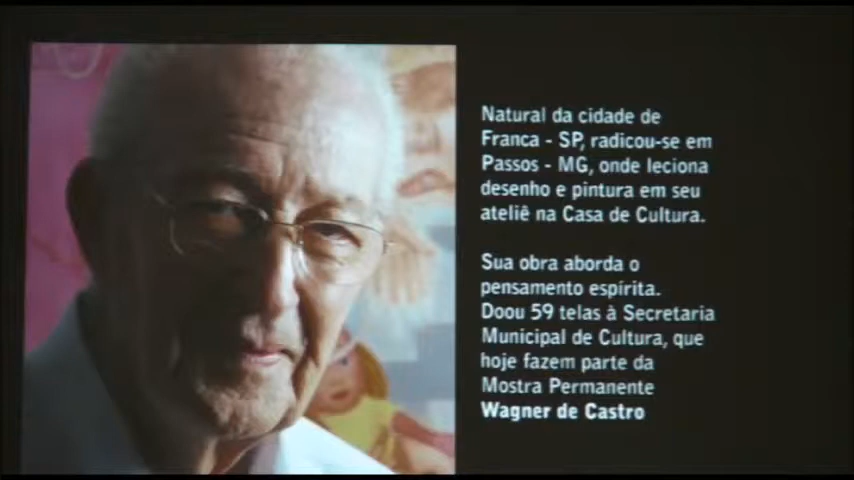 Natural da cidade de
Franca - SP, radicou-se em
Passos - MG, onde leciona
desenho e pintura em seu
ateliê na Casa de Cultura.
Sua obra aborda o
pensamento espírita.
Doou 59 telas à Secretaria
Municipal de Cultura, que
hoje fazem parte da
Mostra Permanente
Wagner de Castro